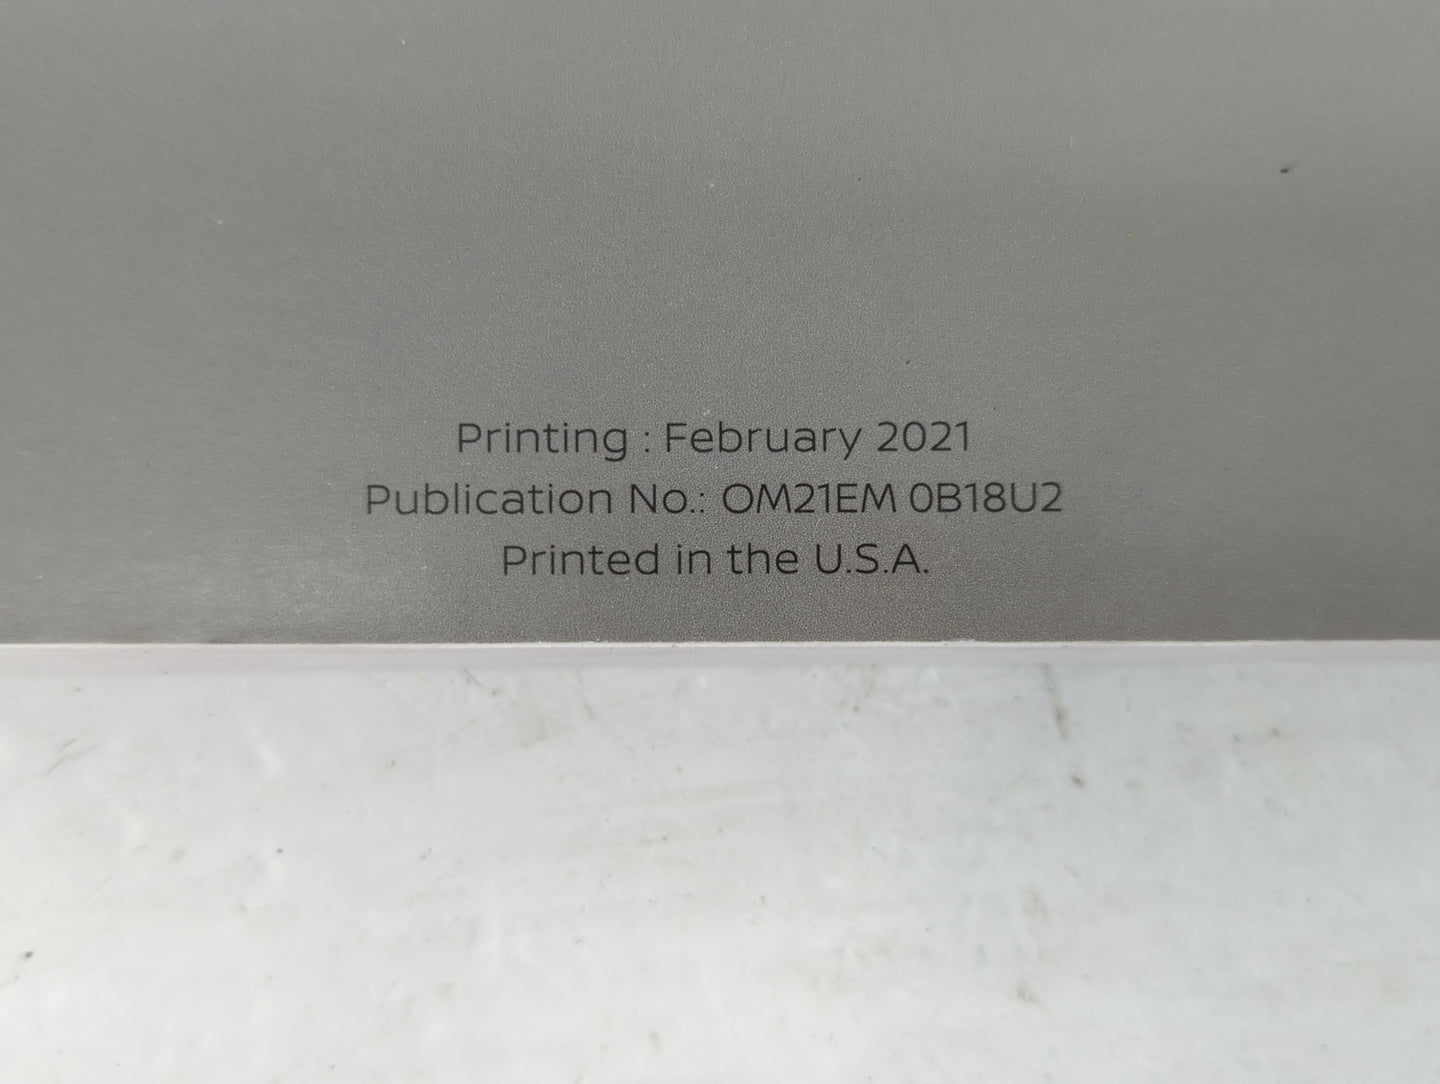 Printing : February 2021
Publication No.: OM21EM 0B18U2
Printed in the U.S.A.